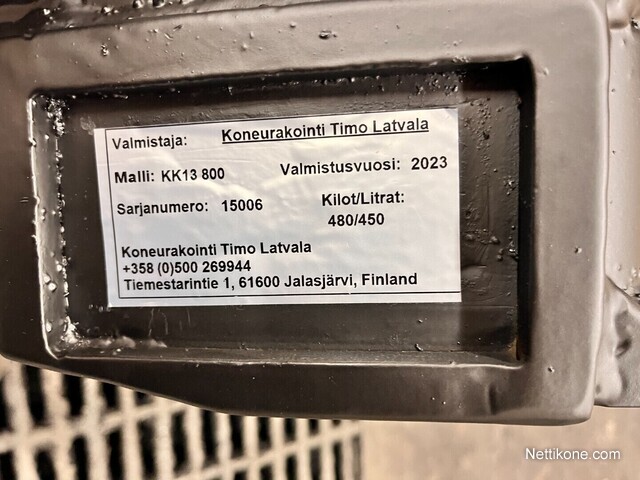 Valmistaja: Koneurakointi Timo Latvala
Malli: KK13 800 Valmistusvuosi: 2023
Sarjanumero: 15006 Kilot/Litrat:
480/450
Koneurakointi Timo Latvala
+358 (0)500 269944
Tiemestarintie 1, 61600 Jalasjärvi, Finland
Nettikone.com